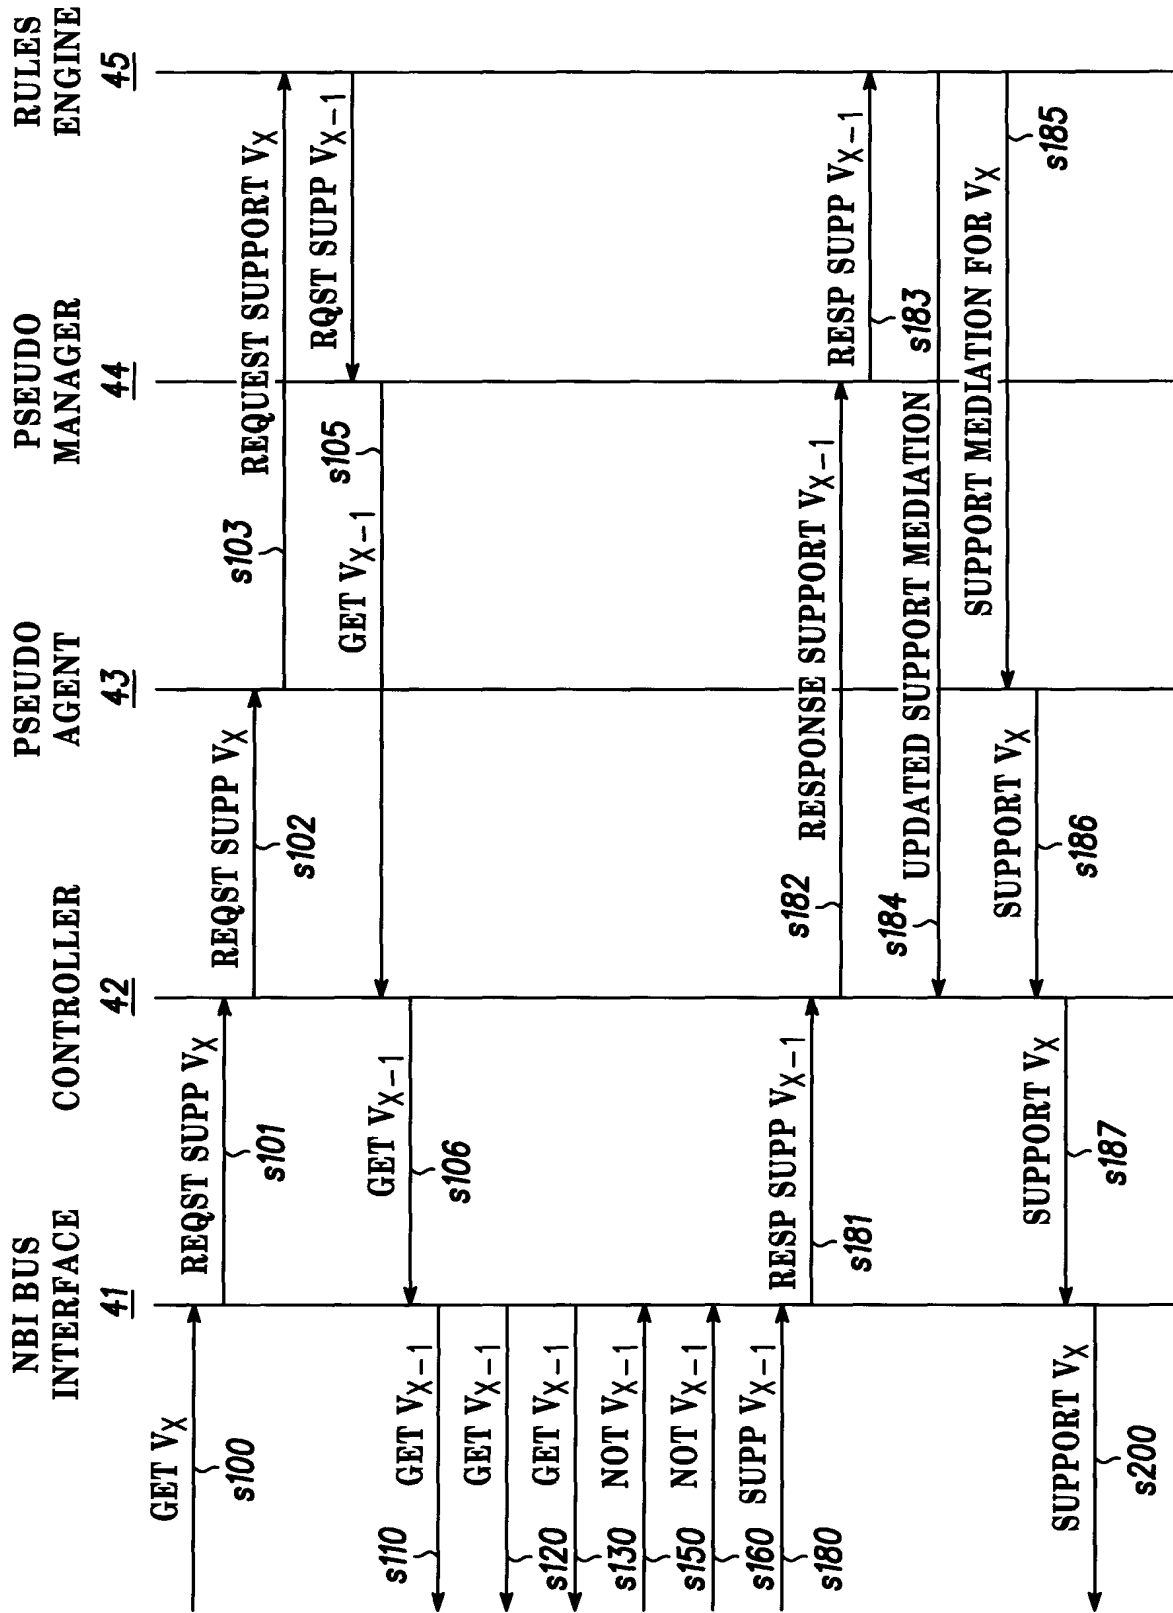 NBI BUS
INTERFACE
41
CONTROLLER
42
PSEUDO
AGENT
43
PSEUDO
MANAGER
44
RULES
ENGINE
45
GET VX
s100
REQST SUPP VX
s101
REQST SUPP VX
s102
REQUEST SUPPORT VX
s103
RQST SUPP VX-1
GET VX-1
s105
GET VX-1
s106
GET VX-1
s110
GET VX-1
s120
GET VX-1
s130
NOT VX-1
s150
NOT VX-1
s160
SUPP VX-1
s180
RESP SUPP VX-1
s181
RESPONSE SUPPORT VX-1
s182
RESP SUPP VX-1
s183
UPDATED SUPPORT MEDIATION
s184
SUPPORT MEDIATION FOR VX
s185
SUPPORT VX
s186
SUPPORT VX
s187
SUPPORT VX
s200